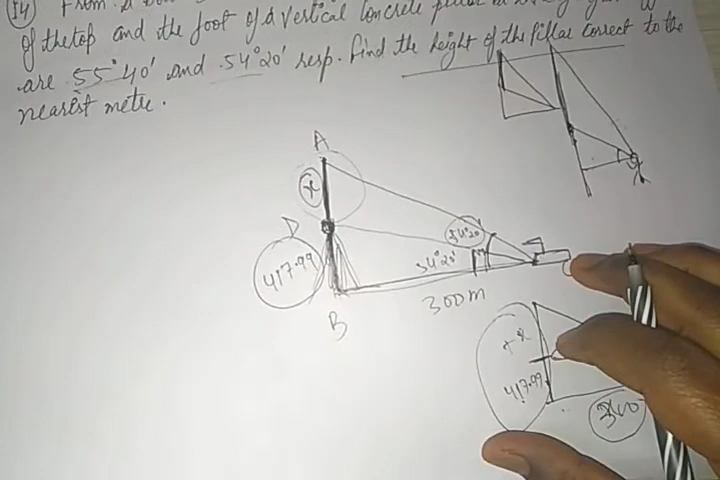 14 From a
of the top and the foot of a vertical concrete
are 55°40' and 54°20' resp. Find the height of the pillar correct to the
nearest metre.
A
x
D
54°20'
54°20'
417.99
300m
B
x
417.99
300